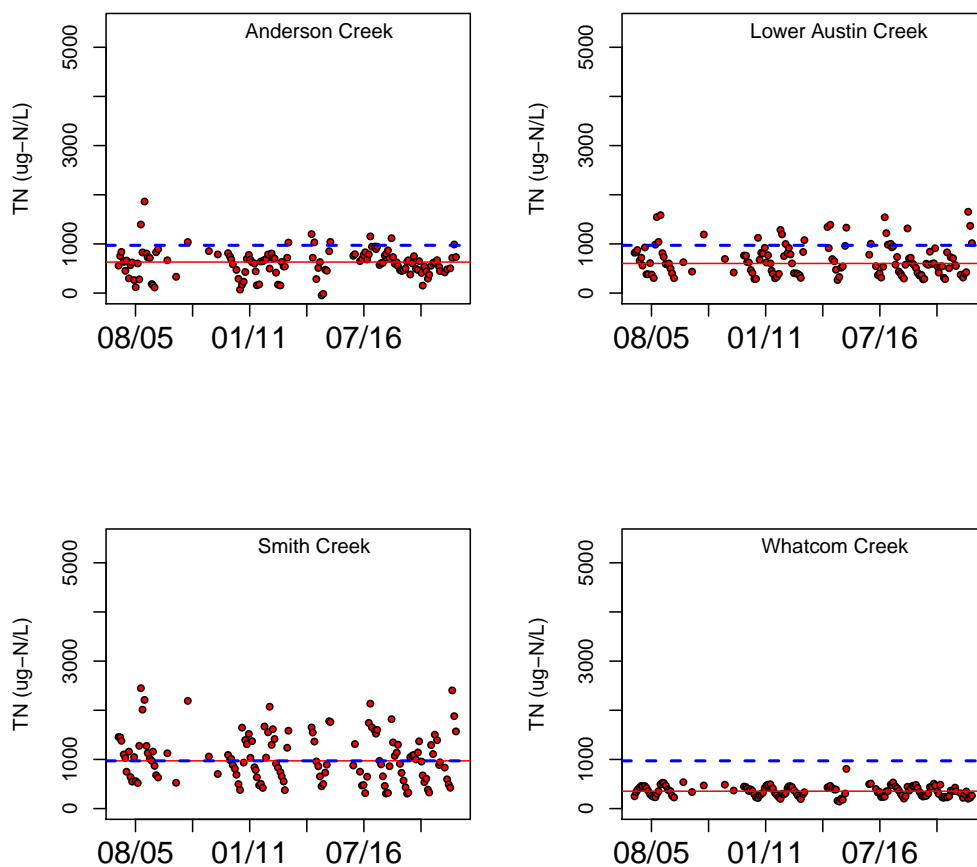 Anderson Creek
TN (ug−N/L)
5000
3000
1000
0
08/05 01/11 07/16
Lower Austin Creek
TN (ug−N/L)
5000
3000
1000
0
08/05 01/11 07/16
Smith Creek
TN (ug−N/L)
5000
3000
1000
0
08/05 01/11 07/16
Whatcom Creek
TN (ug−N/L)
5000
3000
1000
0
08/05 01/11 07/16